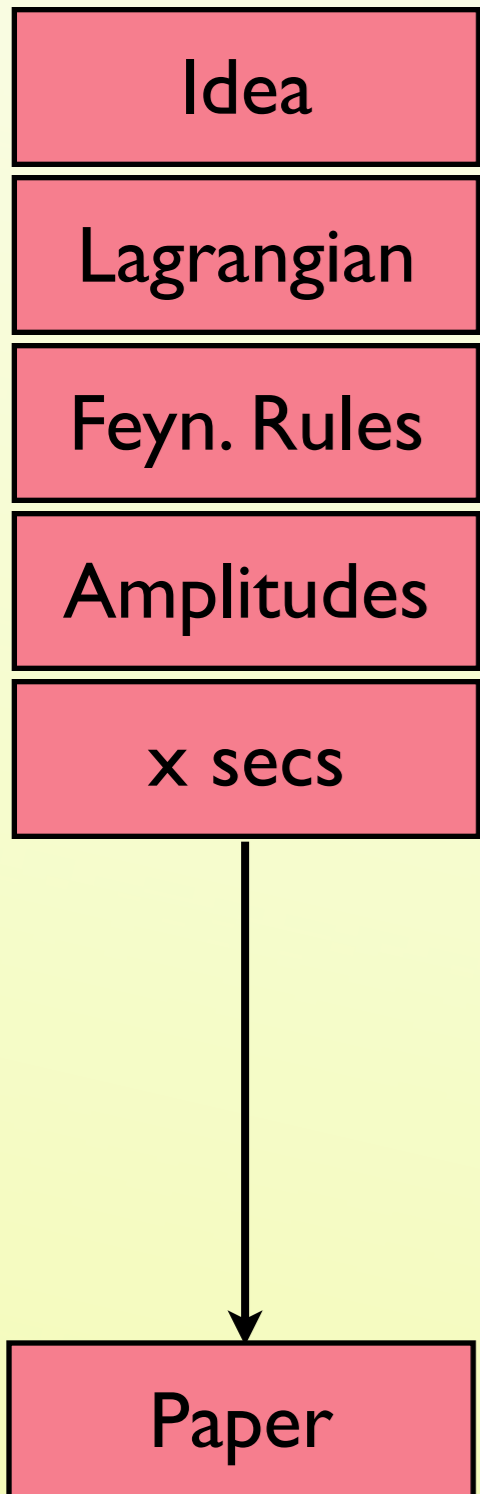 Idea
Lagrangian
Feyn. Rules
Amplitudes
x secs
Paper